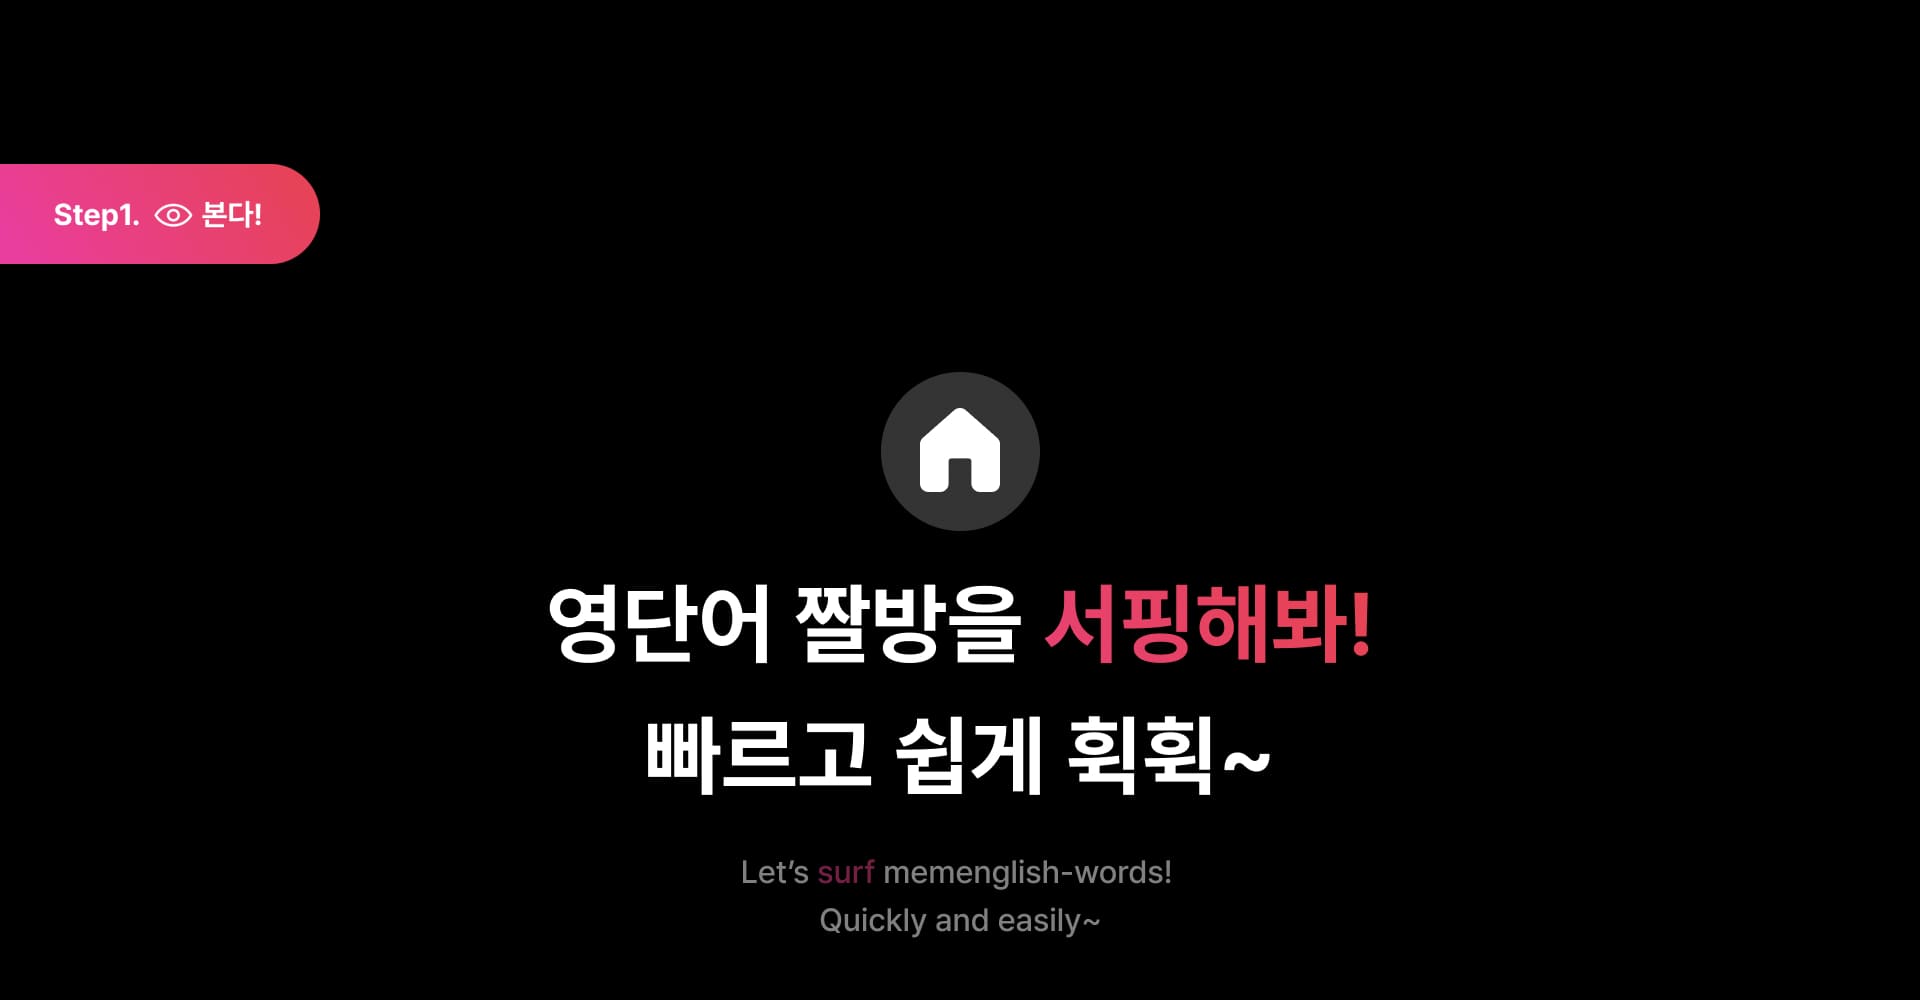 Step1. 본다!
영단어 짤방을 서핑해봐!
빠르고 쉽게 휙휙~
Let’s surf memenglish-words!
Quickly and easily~